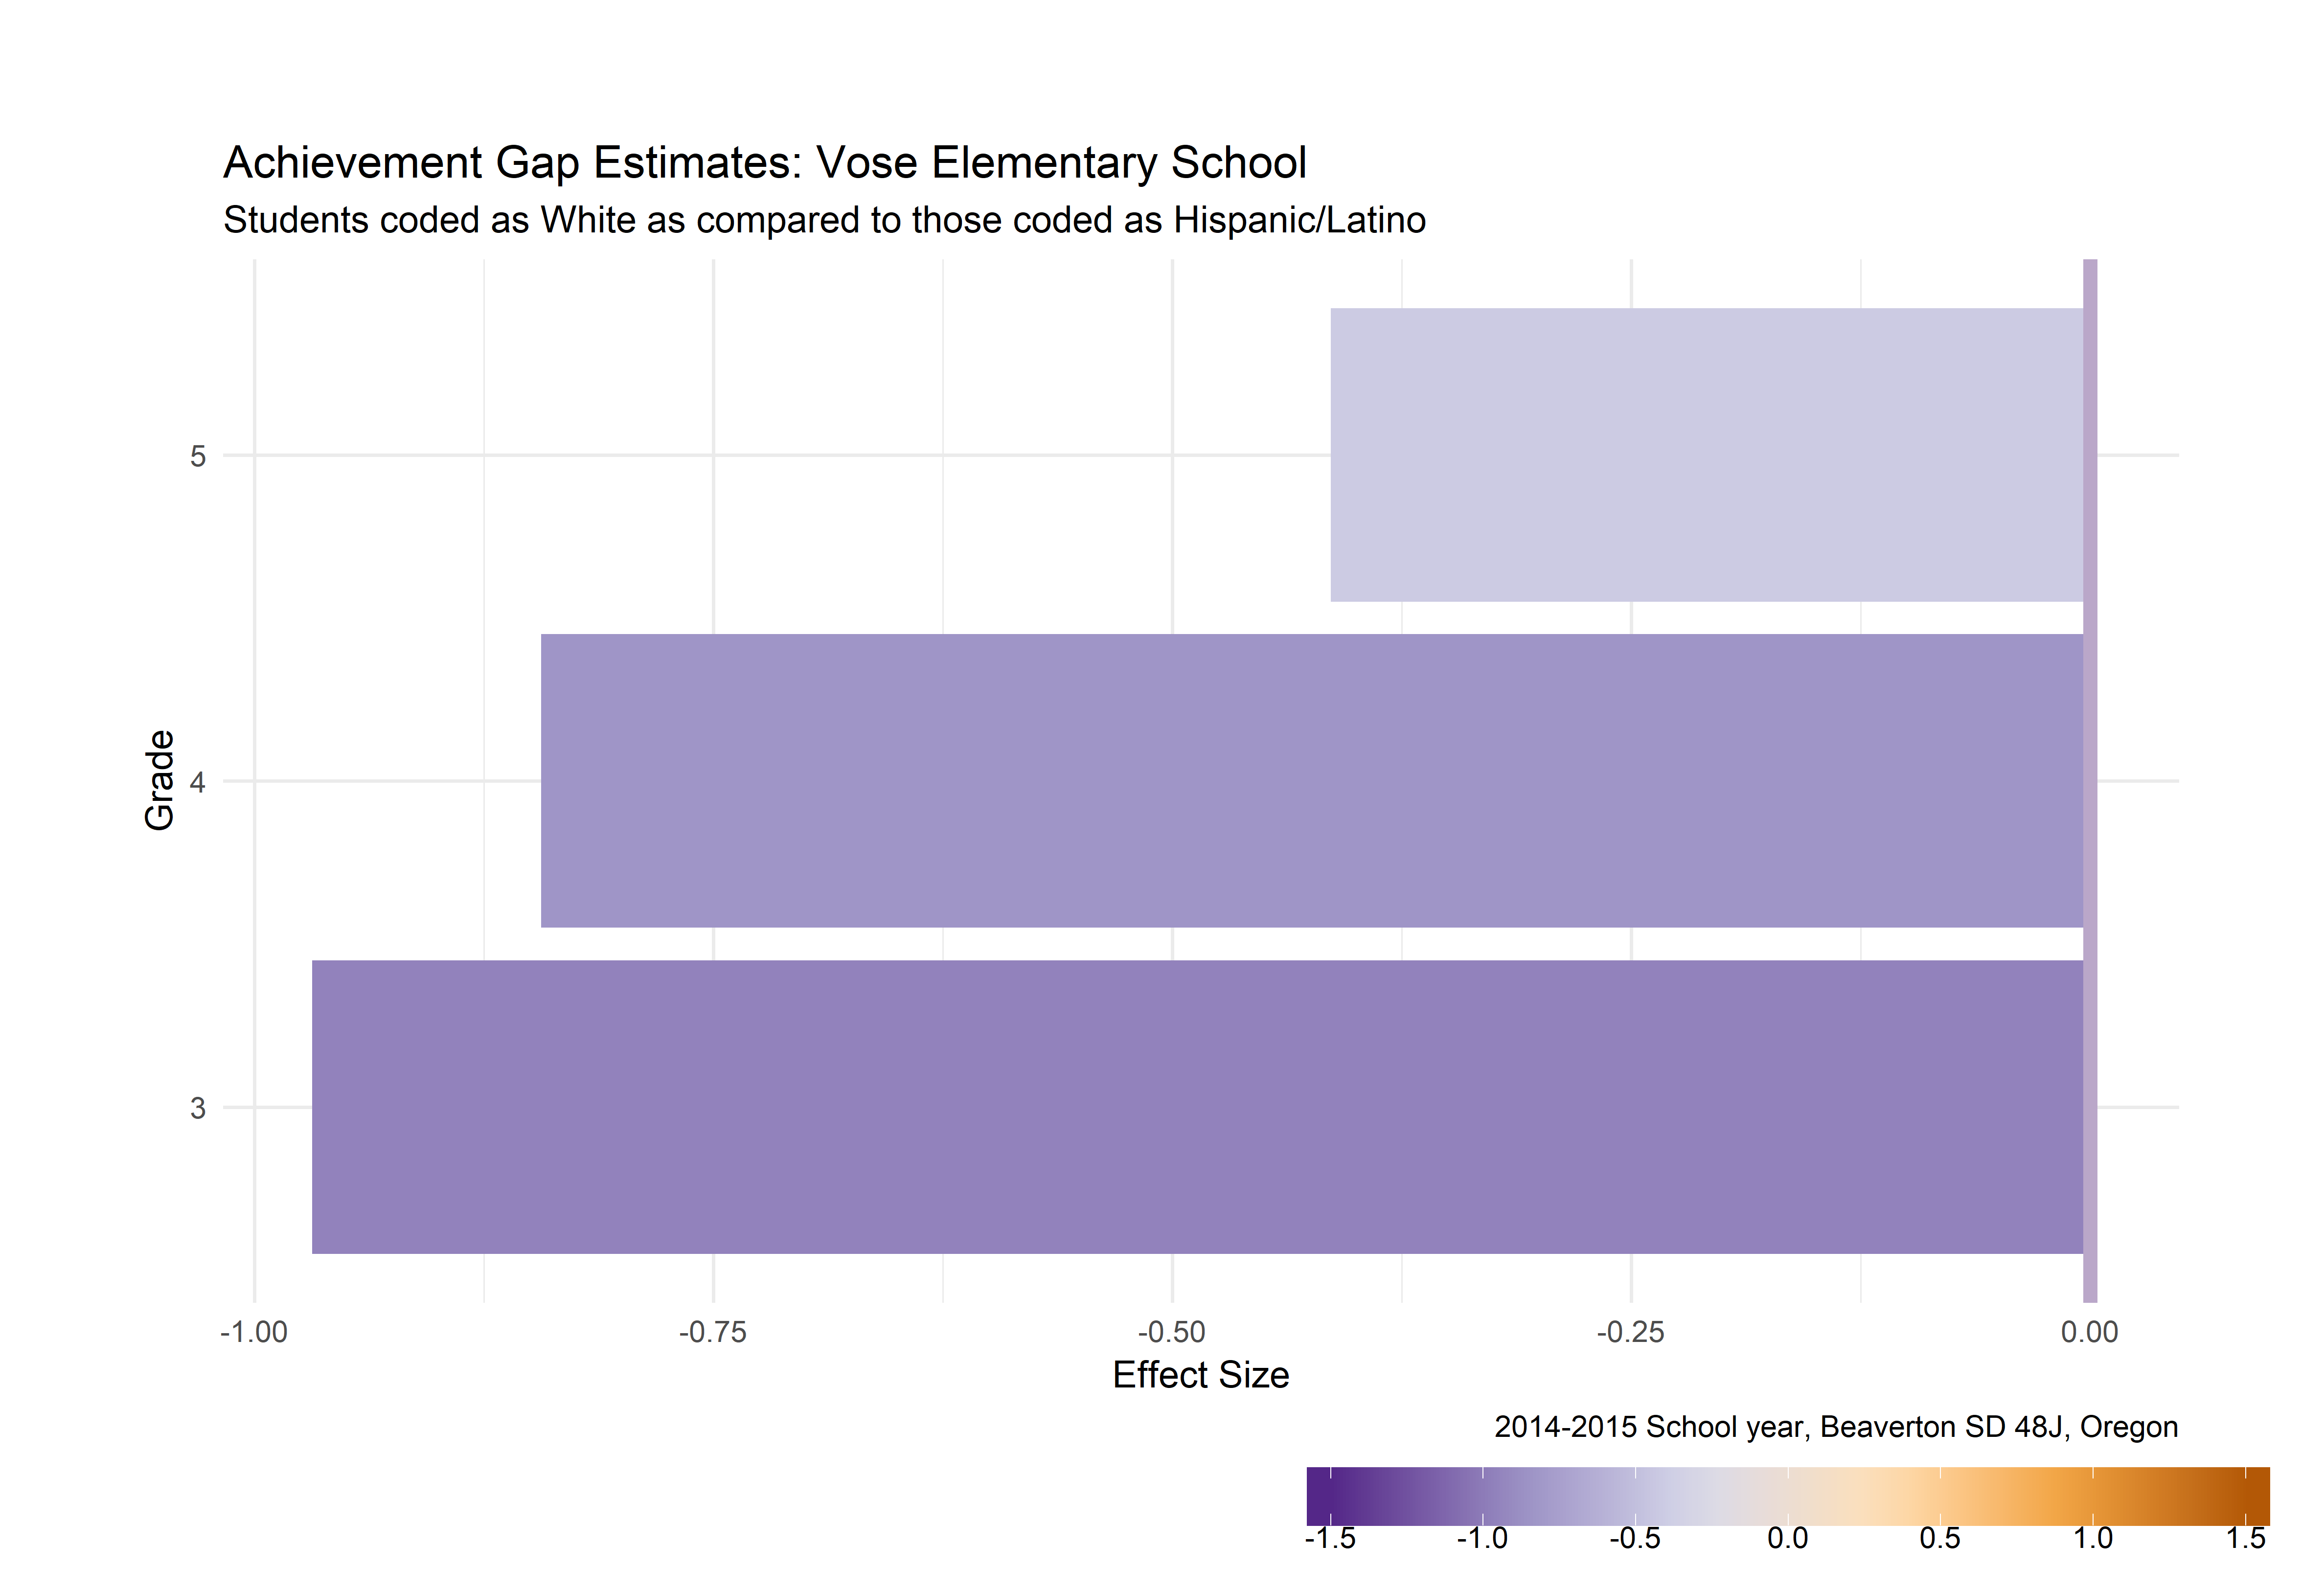 Achievement Gap Estimates: Vose Elementary School
Students coded as White as compared to those coded as Hispanic/Latino
5
4
3
Grade
-1.00 -0.75 -0.50 -0.25 0.00
Effect Size
2014-2015 School year, Beaverton SD 48J, Oregon
-1.5 -1.0 -0.5 0.0 0.5 1.0 1.5